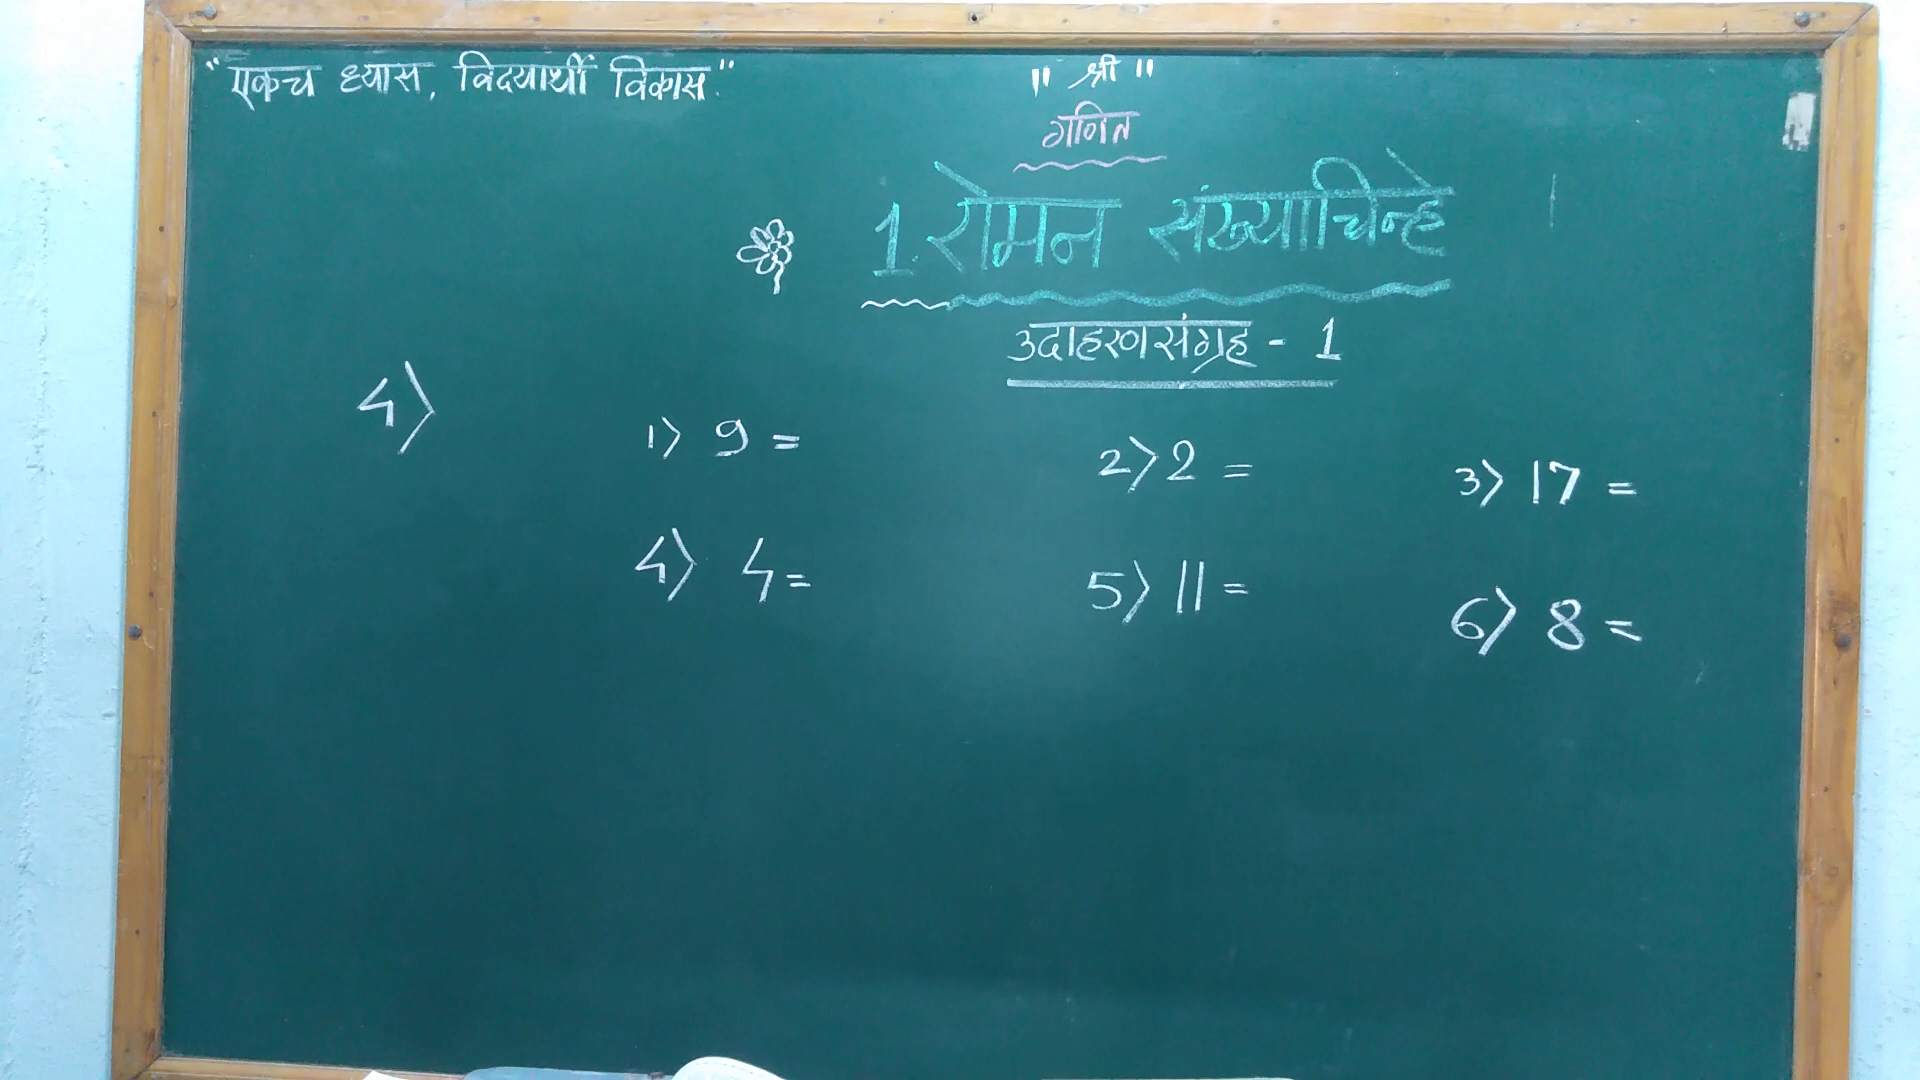 "एकच ध्यास, विद्यार्थी विकास."
" श्री "
गणित
1. रोमन संख्याचिन्हे
उदाहरणसंग्रह - 1
4)
1) 9 =
2) 2 =
3) 17 =
4) 4 =
5) 11 =
6) 8 =